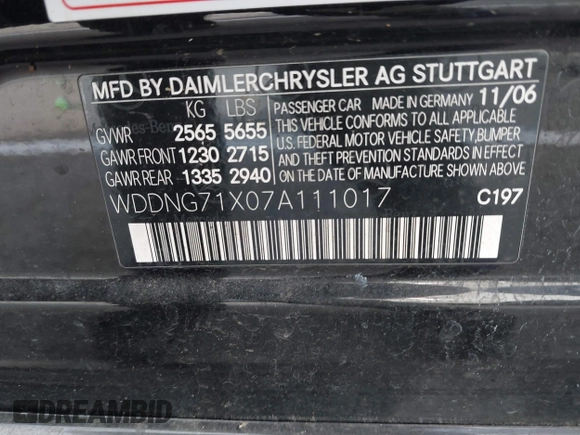 MFD BY DAIMLERCHRYSLER AG STUTTGART
KG LBS
GVWR 2565 5655
GAWR FRONT 1230 2715
GAWR REAR 1335 2940
PASSENGER CAR MADE IN GERMANY 11/06
THIS VEHICLE CONFORMS TO ALL APPLICABLE
U.S. FEDERAL MOTOR VEHICLE SAFETY, BUMPER
AND THEFT PREVENTION STANDARDS IN EFFECT
ON THE DATE OF MANUFACTURE SHOWN ABOVE.
WDDNG71X07A111017 C197
DREAMBID